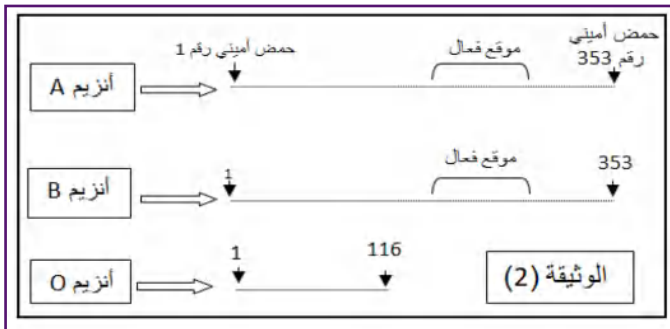 حمض أميني رقم 1
موقع فعال
حمض أميني
رقم 353
أنزيم A
1
موقع فعال
353
أنزيم B
1
116
أنزيم O
الوثيقة (2)